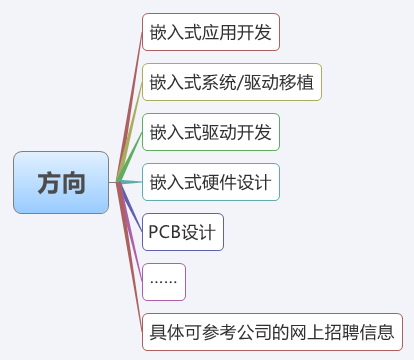 方向
嵌入式应用开发
嵌入式系统/驱动移植
嵌入式驱动开发
嵌入式硬件设计
PCB设计
……
具体可参考公司的网上招聘信息